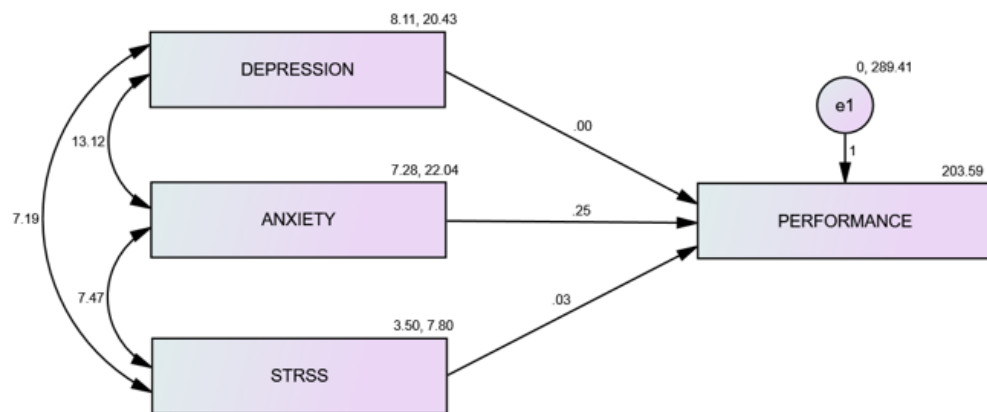 8.11, 20.43
DEPRESSION
0, 289.41
e1
13.12
.00
1
7.28, 22.04
203.59
7.19
ANXIETY
.25
PERFORMANCE
7.47
.03
3.50, 7.80
STRSS